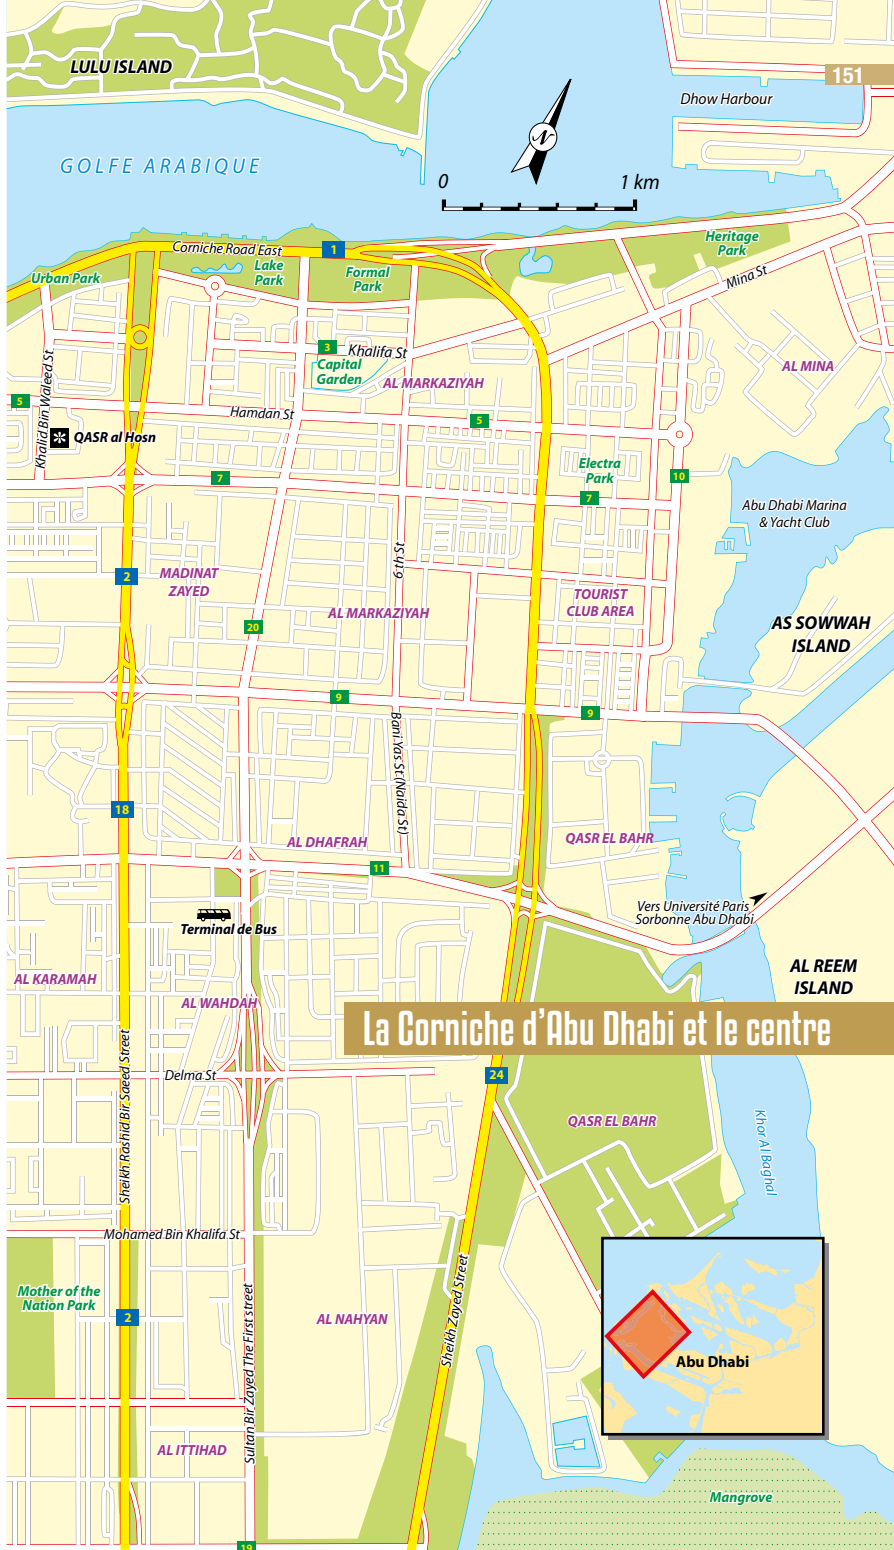 LULU ISLAND
151
Dhow Harbour
GOLFE ARABIQUE
N
0
1 km
Corniche Road East
1
Heritage
Park
Urban Park
Lake
Park
Formal
Park
Mina St
3
Khalifa St
Capital
Garden
AL MARKAZIYAH
AL MINA
Khalid Bin Waleed St
5
Hamdan St
5
QASR al Hosn
Electra
Park
7
7
10
Abu Dhabi Marina
& Yacht Club
2
MADINAT
ZAYED
6 th St
TOURIST
CLUB AREA
AL MARKAZIYAH
20
AS SOWWAH
ISLAND
9
9
Bani Yas St (Naida St)
18
AL DHAFRAH
QASR EL BAHR
11
Vers Université Paris
Sorbonne Abu Dhabi
Terminal de Bus
AL KARAMAH
AL WAHDAH
AL REEM
ISLAND
La Corniche d'Abu Dhabi et le centre
Delma St
24
Sheikh Rashid Bir Saeed Street
QASR EL BAHR
Khor Al Baghal
Mohamed Bin Khalifa St
Mother of the
Nation Park
2
AL NAHYAN
Sheikh Zayed Street
Sultan Bir Zayed The First street
Abu Dhabi
AL ITTIHAD
Mangrove
19